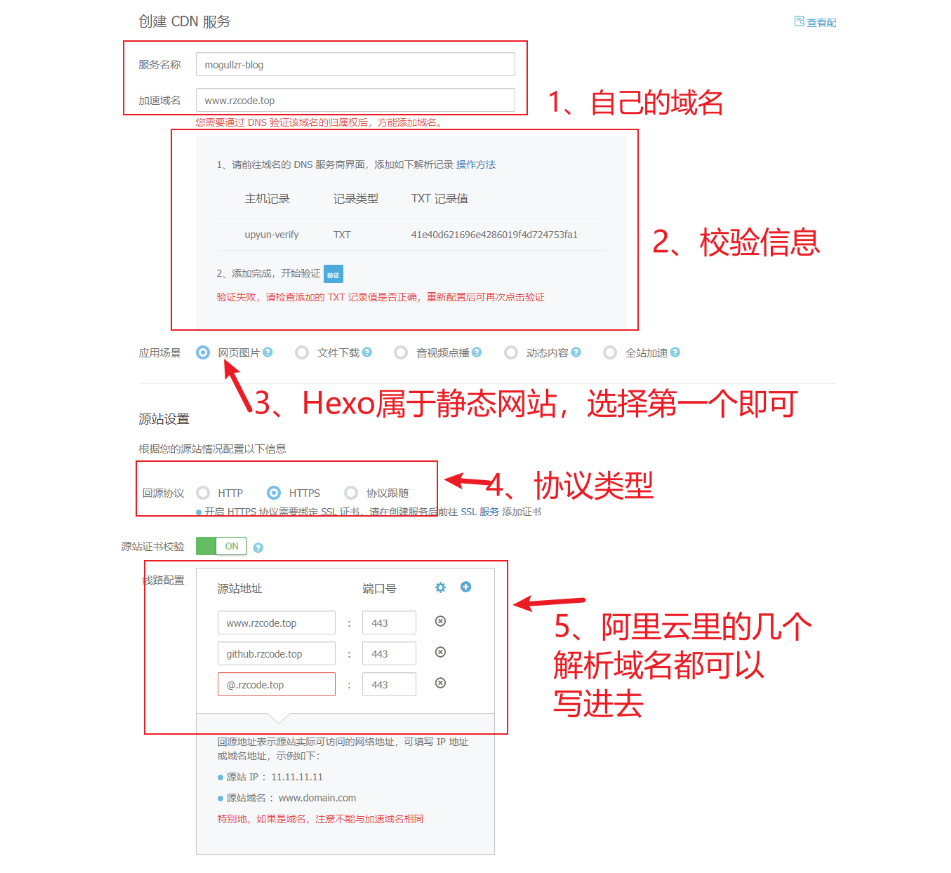 创建 CDN 服务
查看配
服务名称 mogullzr-blog
加速域名 www.rzcode.top
1、自己的域名
您需要通过 DNS 验证该域名的归属权后，方能添加域名。
1、请前往域名的 DNS 服务商界面，添加如下解析记录 操作方法
主机记录 记录类型 TXT 记录值
upyun-verify TXT 41e40d621696e4286019f4d724753fa1
2、校验信息
2、添加完成，开始验证 验证
验证失败，请检查添加的 TXT 记录值是否正确，重新配置后可再次点击验证
应用场景 网页图片 ? 文件下载 ? 音视频点播 ? 动态内容 ? 全站加速 ?
3、Hexo属于静态网站，选择第一个即可
源站设置
根据您的源站情况配置以下信息
4、协议类型
回源协议 HTTP HTTPS 协议跟随
开启 HTTPS 协议需要绑定 SSL 证书，请在创建服务后前往 SSL 服务 添加证书
源站证书校验 ON ?
线路配置 源站地址 端口号
www.rzcode.top : 443
github.rzcode.top : 443
@.rzcode.top : 443
5、阿里云里的几个
解析域名都可以
写进去
回源地址表示源站实际可访问的网络地址，可填写 IP 地址
或域名地址，示例如下：
源站 IP ：11.11.11.11
源站域名 ：www.domain.com
特别地，如果是域名，注意不能与加速域名相同